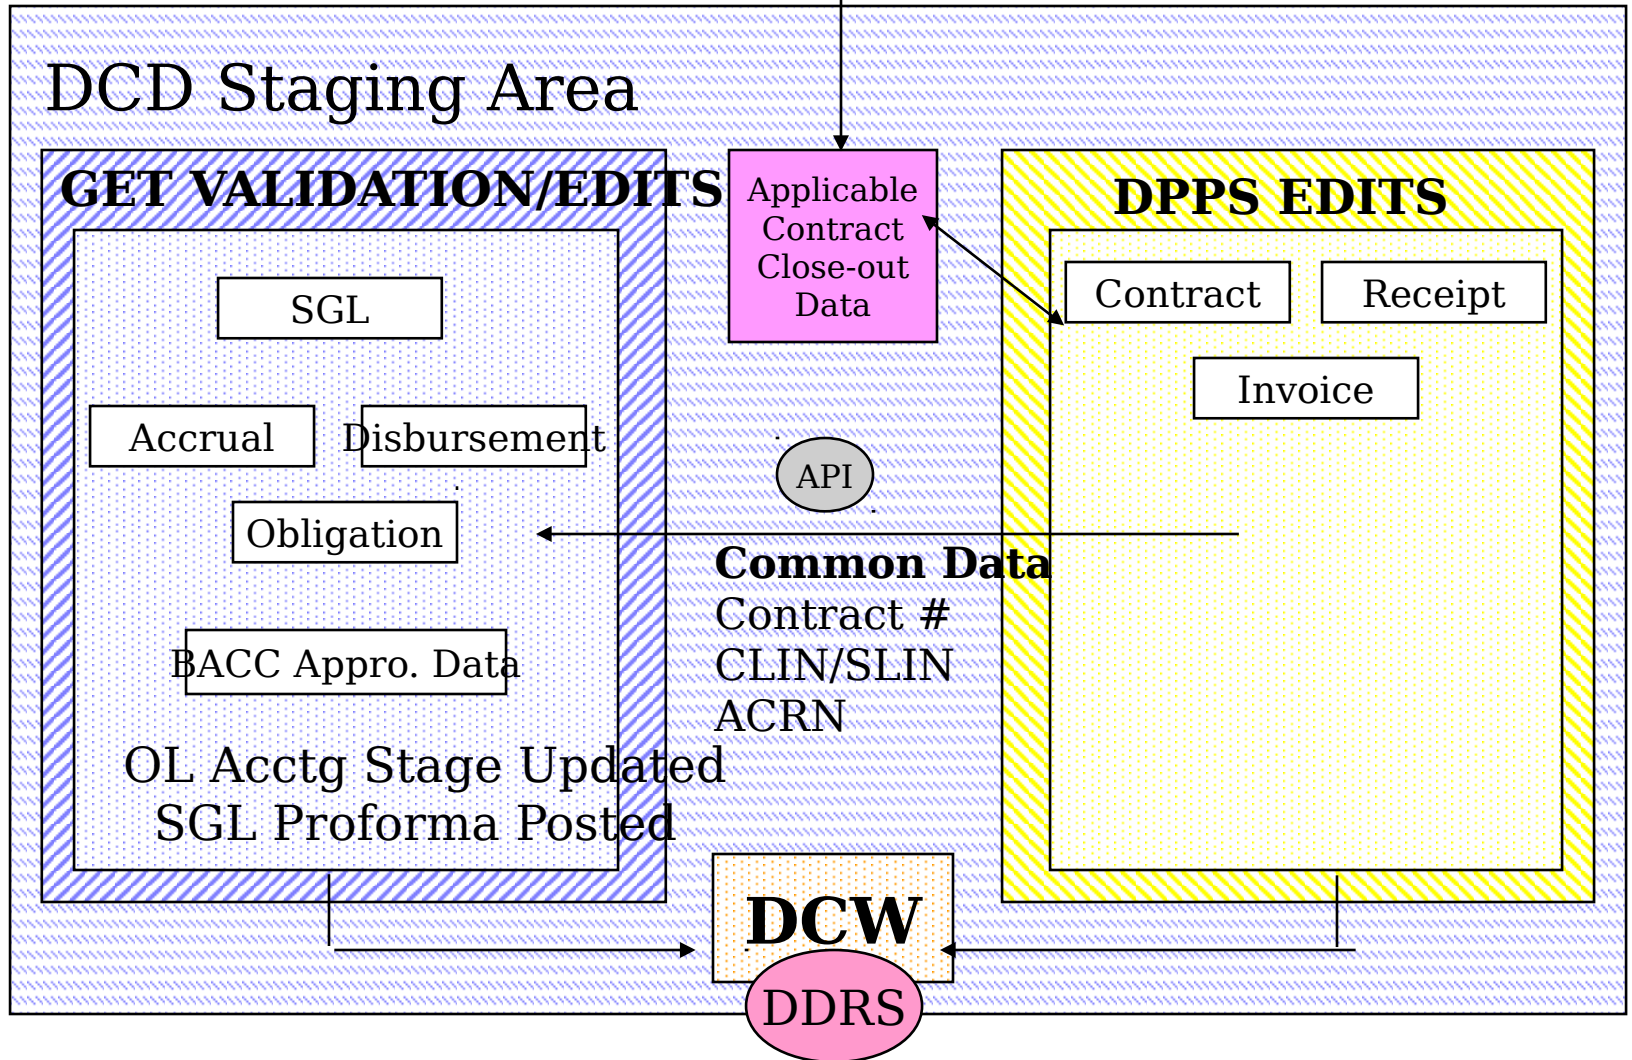 DCD Staging Area
GET VALIDATION/EDITS
SGL
Accrual
Disbursement
Obligation
BACC Appro. Data
OL Acctg Stage Updated
SGL Proforma Posted
Applicable
Contract
Close-out
Data
API
Common Data
Contract #
CLIN/SLIN
ACRN
DPPS EDITS
Contract
Receipt
Invoice
DCW
DDRS